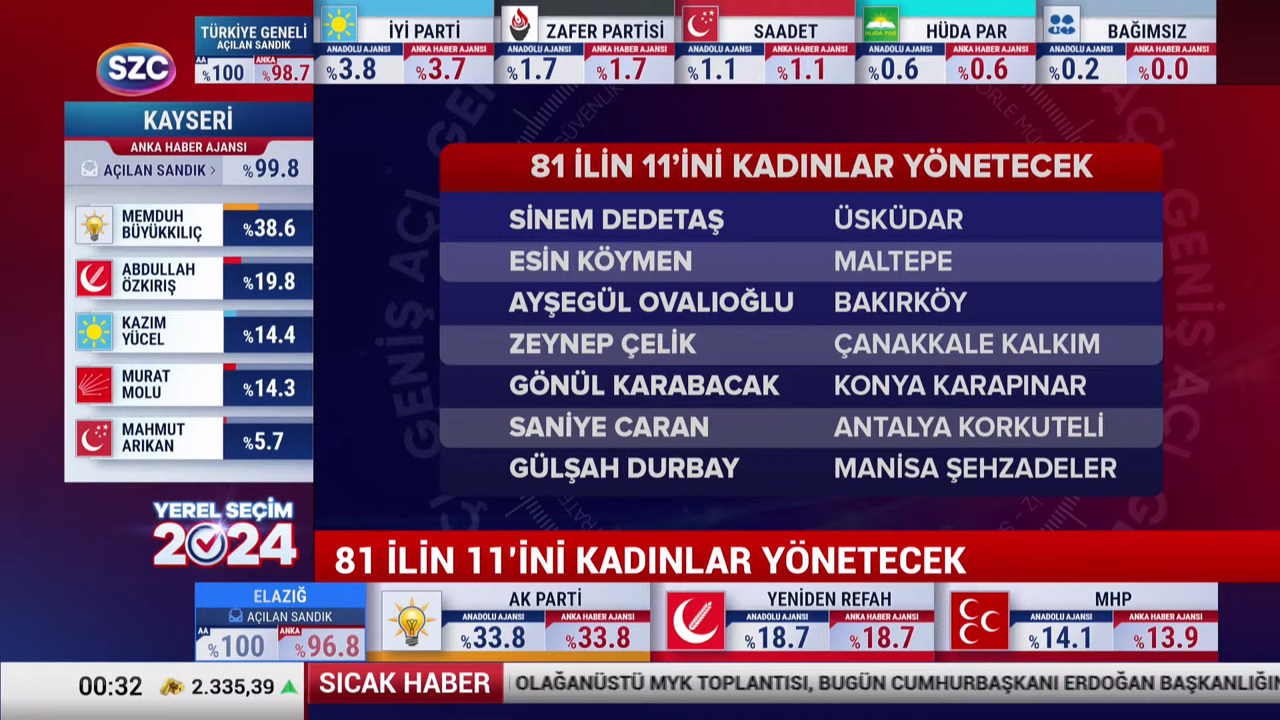 TÜRKİYE GENELİ
AÇILAN SANDIK
AA %100 ANKA %98.7
İYİ PARTİ
ANADOLU AJANSI ANKA HABER AJANSI
%3.8 %3.7
ZAFER PARTİSİ
ANADOLU AJANSI ANKA HABER AJANSI
%1.7 %1.7
SAADET
ANADOLU AJANSI ANKA HABER AJANSI
%1.1 %1.1
HÜDA PAR
HÜDA PAR
ANADOLU AJANSI ANKA HABER AJANSI
%0.6 %0.6
BAĞIMSIZ
ANADOLU AJANSI ANKA HABER AJANSI
%0.2 %0.0
SZC
KAYSERİ
ANKA HABER AJANSI
AÇILAN SANDIK > %99.8
MEMDUH
BÜYÜKKILIÇ
%38.6
ABDULLAH
ÖZKIRIŞ
%19.8
KAZIM
YÜCEL
%14.4
MURAT
MOLU
%14.3
MAHMUT
ARIKAN
%5.7
YEREL SEÇİM
2024
GENİŞ AÇI
GENİŞ AÇI
GÜVENLİK
81 İLİN 11'İNİ KADINLAR YÖNETECEK
SİNEM DEDETAŞ ÜSKÜDAR
ESİN KÖYMEN MALTEPE
AYŞEGÜL OVALIOĞLU BAKIRKÖY
ZEYNEP ÇELİK ÇANAKKALE KALKIM
GÖNÜL KARABACAK KONYA KARAPINAR
SANİYE CARAN ANTALYA KORKUTELİ
GÜLŞAH DURBAY MANİSA ŞEHZADELER
81 İLİN 11'İNİ KADINLAR YÖNETECEK
ELAZIĞ
AÇILAN SANDIK
AA %100 ANKA %96.8
AK PARTİ
ANADOLU AJANSI ANKA HABER AJANSI
%33.8 %33.8
YENİDEN REFAH
ANADOLU AJANSI ANKA HABER AJANSI
%18.7 %18.7
MHP
ANADOLU AJANSI ANKA HABER AJANSI
%14.1 %13.9
00:32 2.335,39 SICAK HABER OLAĞANÜSTÜ MYK TOPLANTISI, BUGÜN CUMHURBAŞKANI ERDOĞAN BAŞKANLIĞIN